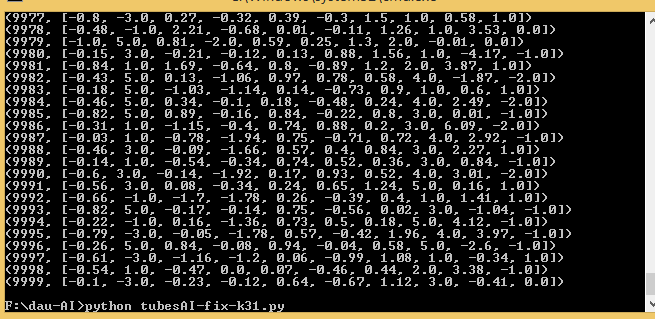 (9977, [-0.8, -3.0, 0.27, -0.32, 0.39, -0.3, 1.5, 1.0, 0.58, 1.0])
(9978, [-0.48, -1.0, 2.21, -0.68, 0.01, -0.11, 1.26, 1.0, 3.53, 0.0])
(9979, [-1.0, 5.0, 0.81, -2.0, 0.59, 0.25, 1.3, 2.0, -0.01, 0.0])
(9980, [-0.15, 3.0, -0.21, -0.12, 0.13, 0.88, 1.56, 1.0, -4.17, -1.0])
(9981, [-0.84, 1.0, 1.69, -0.64, 0.8, -0.89, 1.2, 2.0, 3.87, 1.0])
(9982, [-0.43, 5.0, 0.13, -1.06, 0.97, 0.78, 0.58, 4.0, -1.87, -2.0])
(9983, [-0.18, 5.0, -1.03, -1.14, 0.14, -0.73, 0.9, 1.0, 0.6, 1.0])
(9984, [-0.46, 5.0, 0.34, -0.1, 0.18, -0.48, 0.24, 4.0, 2.49, -2.0])
(9985, [-0.82, 5.0, 0.89, -0.16, 0.84, -0.22, 0.8, 3.0, 0.01, -1.0])
(9986, [-0.31, 1.0, -1.15, -0.4, 0.74, 0.88, 0.2, 3.0, 6.09, -2.0])
(9987, [-0.03, 1.0, -0.78, -1.94, 0.75, -0.71, 0.72, 4.0, 2.92, -1.0])
(9988, [-0.46, 3.0, -0.09, -1.66, 0.57, 0.4, 0.84, 3.0, 2.27, 1.0])
(9989, [-0.14, 1.0, -0.54, -0.34, 0.74, 0.52, 0.36, 3.0, 0.84, -1.0])
(9990, [-0.6, 3.0, -0.14, -1.92, 0.17, 0.93, 0.52, 4.0, 3.01, -2.0])
(9991, [-0.56, 3.0, 0.08, -0.34, 0.24, 0.65, 1.24, 5.0, 0.16, 1.0])
(9992, [-0.66, -1.0, -1.7, -1.78, 0.26, -0.39, 0.4, 1.0, 1.41, 1.0])
(9993, [-0.82, 5.0, -0.17, -0.14, 0.75, -0.56, 0.02, 3.0, -1.04, -1.0])
(9994, [-0.22, -1.0, 0.16, -1.36, 0.73, 0.5, 0.18, 5.0, 4.12, -1.0])
(9995, [-0.79, -3.0, -0.05, -1.78, 0.57, -0.42, 1.96, 4.0, 3.97, -1.0])
(9996, [-0.26, 5.0, 0.84, -0.08, 0.94, -0.04, 0.58, 5.0, -2.6, -1.0])
(9997, [-0.61, -3.0, -1.16, -1.2, 0.06, -0.99, 1.08, 1.0, -0.34, 1.0])
(9998, [-0.54, 1.0, -0.47, 0.0, 0.07, -0.46, 0.44, 2.0, 3.38, -1.0])
(9999, [-0.1, -3.0, -0.23, -0.12, 0.64, -0.67, 1.12, 3.0, -0.41, 0.0])
F:\dau-AI>python tubesAI-fix-k31.py